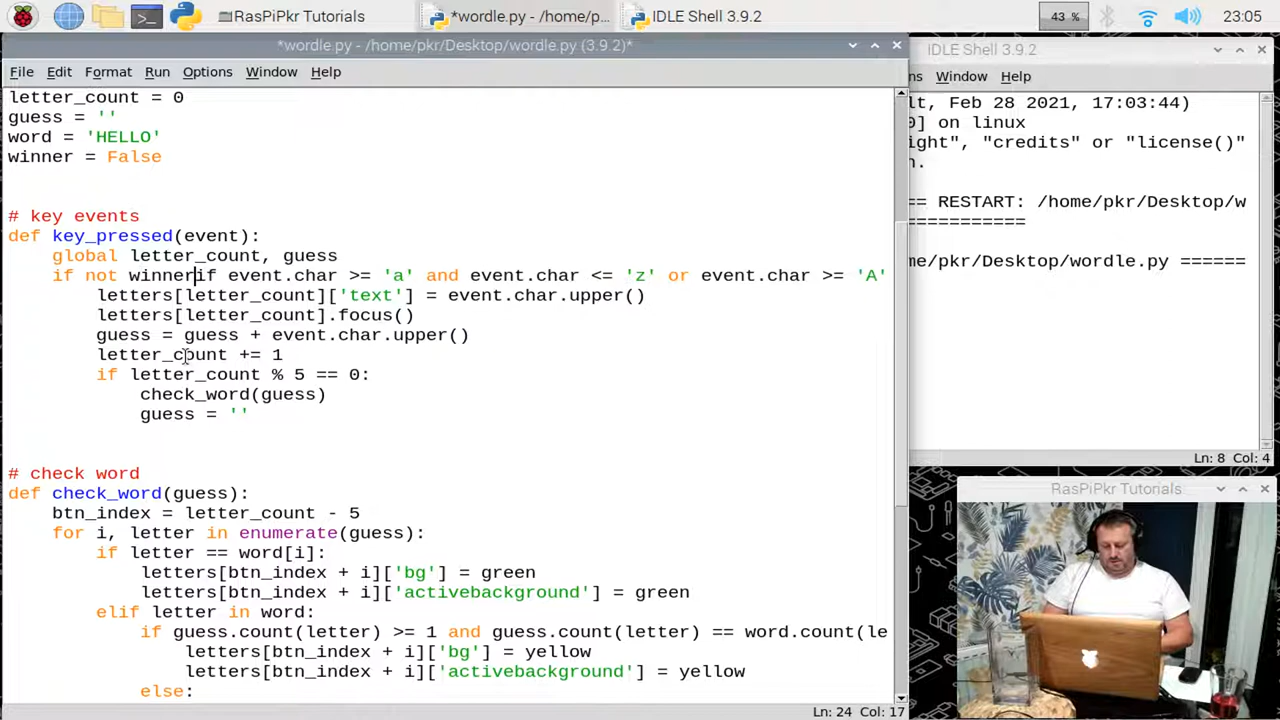 RasPiPkr Tutorials
*wordle.py - /home/p...
IDLE Shell 3.9.2
43 %
23:05
*wordle.py - /home/pkr/Desktop/wordle.py (3.9.2)*
File Edit Format Run Options Window Help
letter_count = 0
guess = ''
word = 'HELLO'
winner = False
# key events
def key_pressed(event):
global letter_count, guess
if not winnerif event.char >= 'a' and event.char <= 'z' or event.char >= 'A'
letters[letter_count]['text'] = event.char.upper()
letters[letter_count].focus()
guess = guess + event.char.upper()
letter_count += 1
if letter_count % 5 == 0:
check_word(guess)
guess = ''
# check word
def check_word(guess):
btn_index = letter_count - 5
for i, letter in enumerate(guess):
if letter == word[i]:
letters[btn_index + i]['bg'] = green
letters[btn_index + i]['activebackground'] = green
elif letter in word:
if guess.count(letter) >= 1 and guess.count(letter) == word.count(le
letters[btn_index + i]['bg'] = yellow
letters[btn_index + i]['activebackground'] = yellow
else:
Ln: 24 Col: 17
IDLE Shell 3.9.2
ns Window Help
lt, Feb 28 2021, 17:03:44)
0] on linux
ight", "credits" or "license()"
n.
== RESTART: /home/pkr/Desktop/w
============
me/pkr/Desktop/wordle.py ======
Ln: 8 Col: 4
RasPiPkr Tutorials